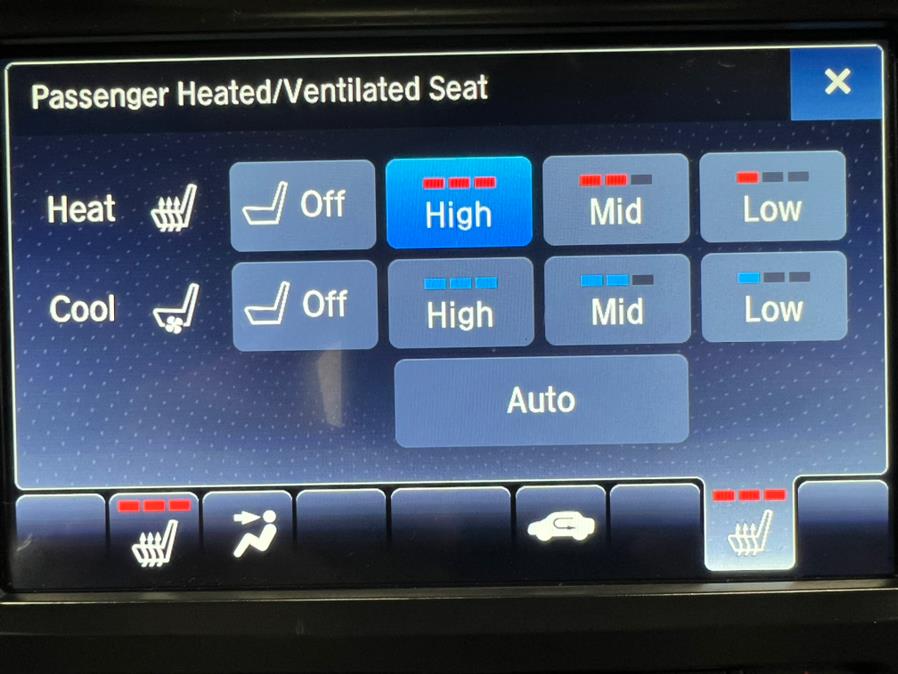 Passenger Heated/Ventilated Seat
Heat Off High Mid Low
Cool Off High Mid Low
Auto